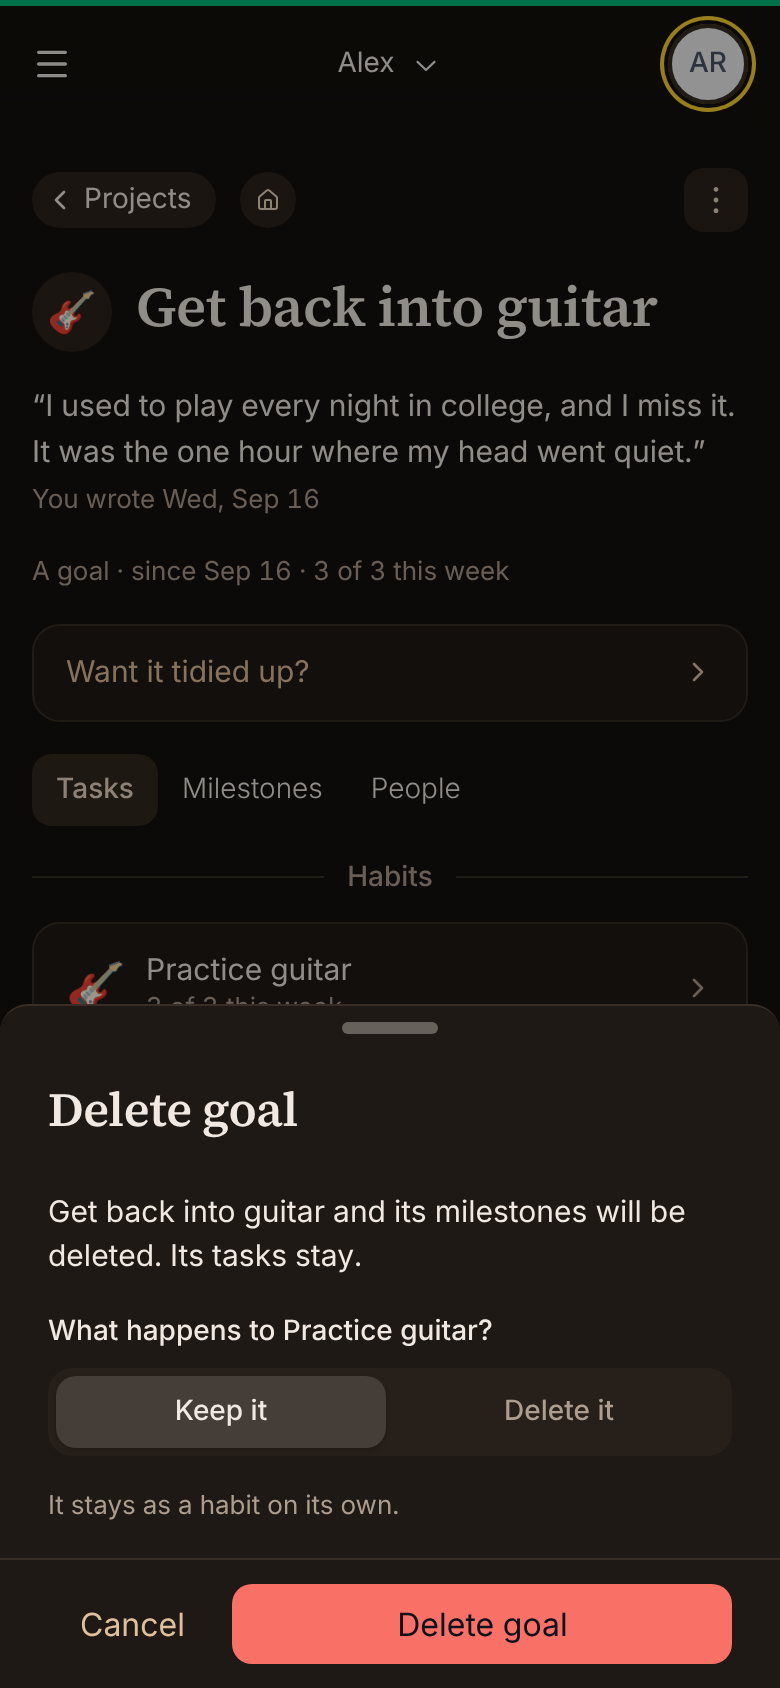 Alex
AR
Projects
Get back into guitar
“I used to play every night in college, and I miss it.
It was the one hour where my head went quiet.”
You wrote Wed, Sep 16
A goal · since Sep 16 · 3 of 3 this week
Want it tidied up?
Tasks Milestones People
Habits
Practice guitar
of this week
Delete goal
Get back into guitar and its milestones will be
deleted. Its tasks stay.
What happens to Practice guitar?
Keep it Delete it
It stays as a habit on its own.
Cancel Delete goal